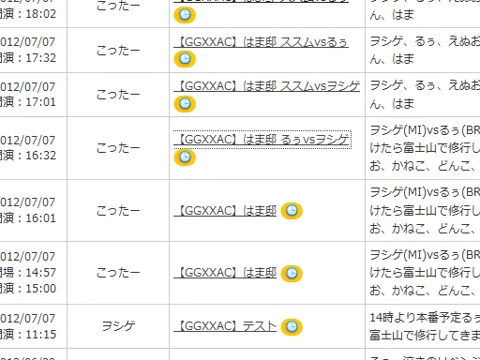 012/07/07
開演：18:02
こったー
ん、はま
012/07/07
開演：17:32
こったー
【GGXXAC】はま邸 ススムvsるぅ
ヲシゲ、るぅ、えぬお
ん、はま
012/07/07
開演：17:01
こったー
【GGXXAC】はま邸 ススムvsヲシゲ
ヲシゲ、るぅ、えぬお
ん、はま
012/07/07
開演：16:32
こったー
【GGXXAC】はま邸 るぅvsヲシゲ
ヲシゲ(MI)vsるぅ(BR
けたら富士山で修行し
お、かねこ、どんこ、
012/07/07
開演：16:01
こったー
【GGXXAC】はま邸
ヲシゲ(MI)vsるぅ(BR
けたら富士山で修行し
お、かねこ、どんこ、
012/07/07
開場：14:57
開演：15:00
こったー
【GGXXAC】はま邸
ヲシゲ(MI)vsるぅ(BR
けたら富士山で修行し
お、かねこ、どんこ、
012/07/07
開演：11:15
ヲシゲ
【GGXXAC】テスト
14時より本番予定るぅ
富士山で修行してきま